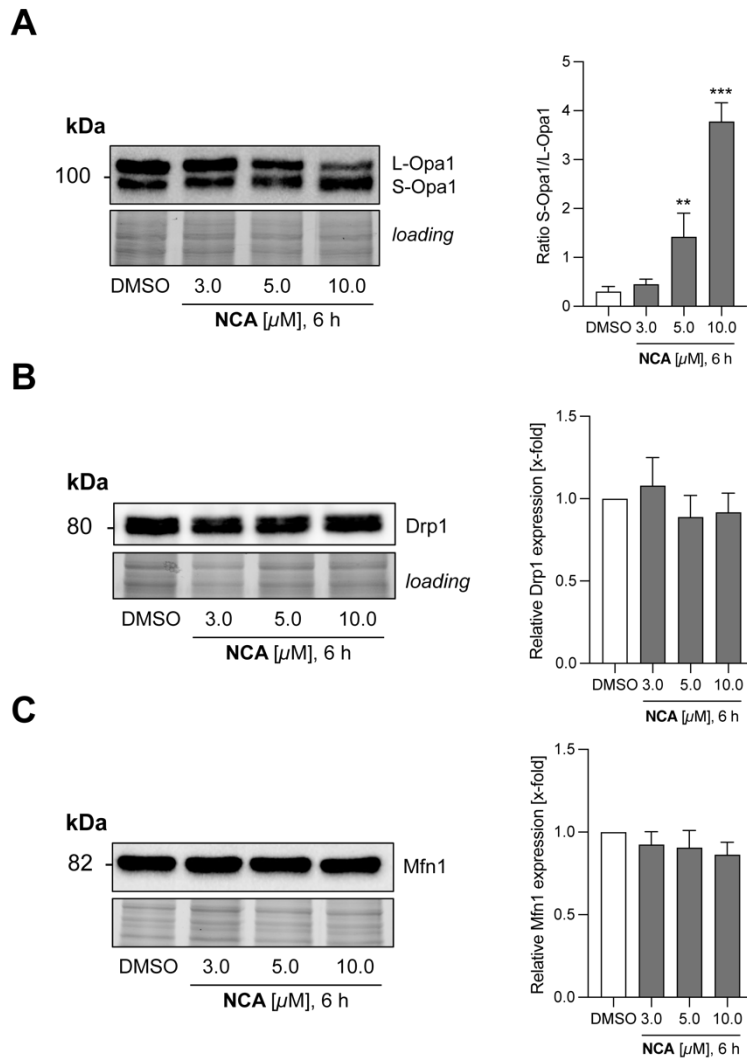 A
kDa
100
L-Opa1
S-Opa1
loading
DMSO 3.0 5.0 10.0
NCA [µM], 6 h
Ratio S-Opa1/L-Opa1
5
4
3
2
1
0
**
***
DMSO 3.0 5.0 10.0
NCA [µM], 6 h
B
kDa
80
Drp1
loading
DMSO 3.0 5.0 10.0
NCA [µM], 6 h
Relative Drp1 expression [x-fold]
1.5
1.0
0.5
0.0
DMSO 3.0 5.0 10.0
NCA [µM], 6 h
C
kDa
82
Mfn1
DMSO 3.0 5.0 10.0
NCA [µM], 6 h
Relative Mfn1 expression [x-fold]
1.5
1.0
0.5
0.0
DMSO 3.0 5.0 10.0
NCA [µM], 6 h